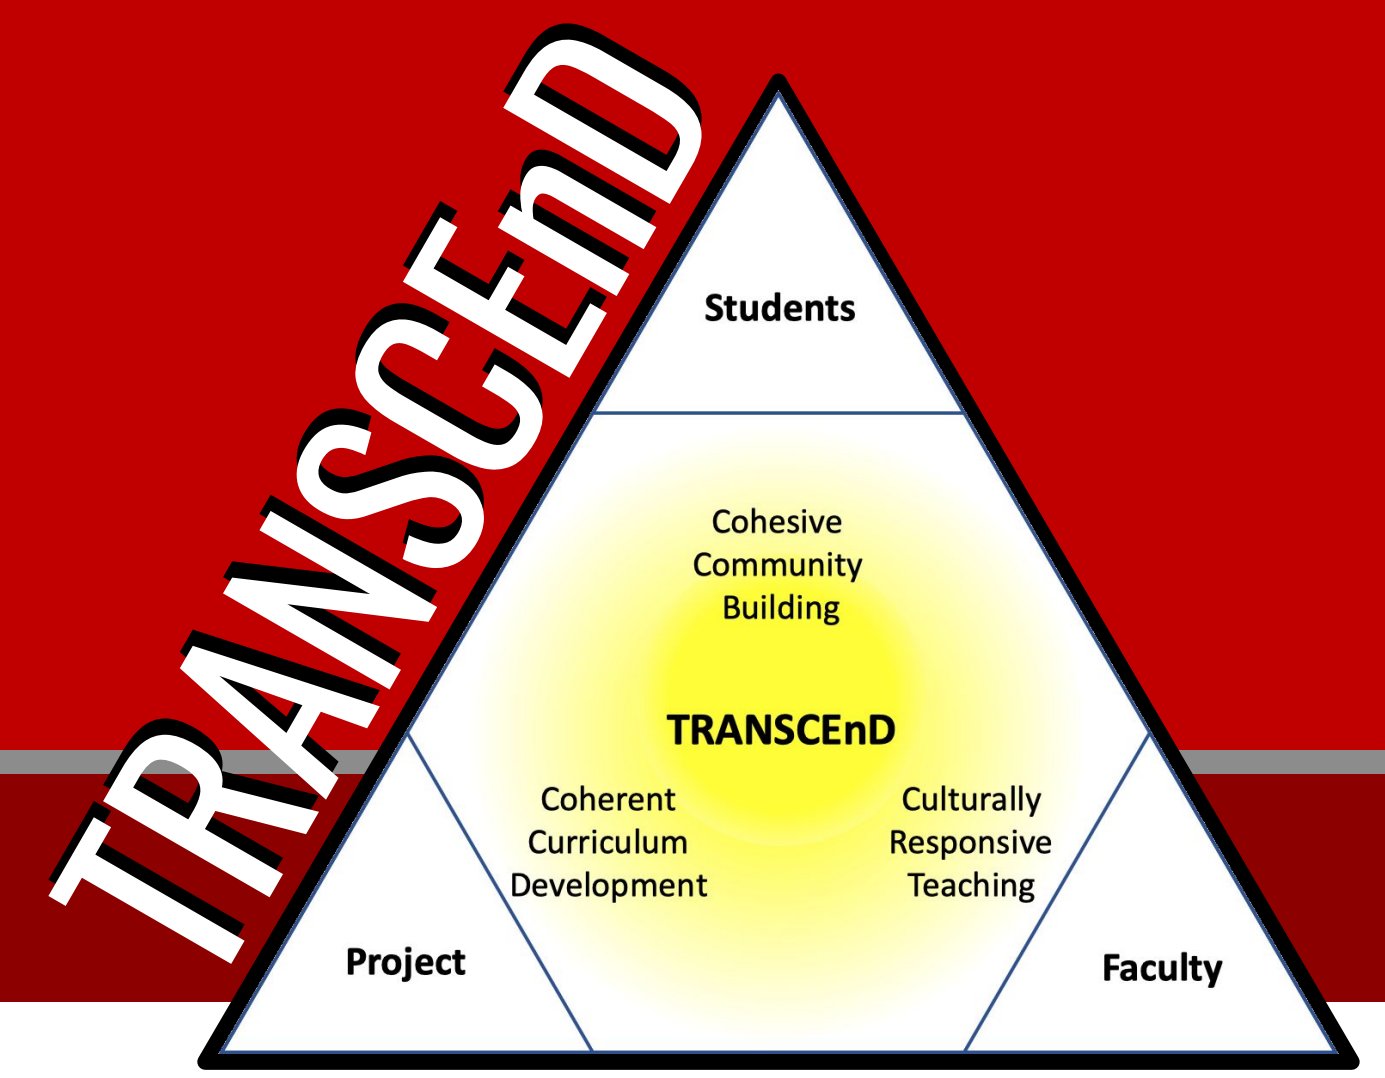 TRANSCEnD
Students
Cohesive
Community
Building
TRANSCEnD
Coherent
Curriculum
Development
Culturally
Responsive
Teaching
Project
Faculty